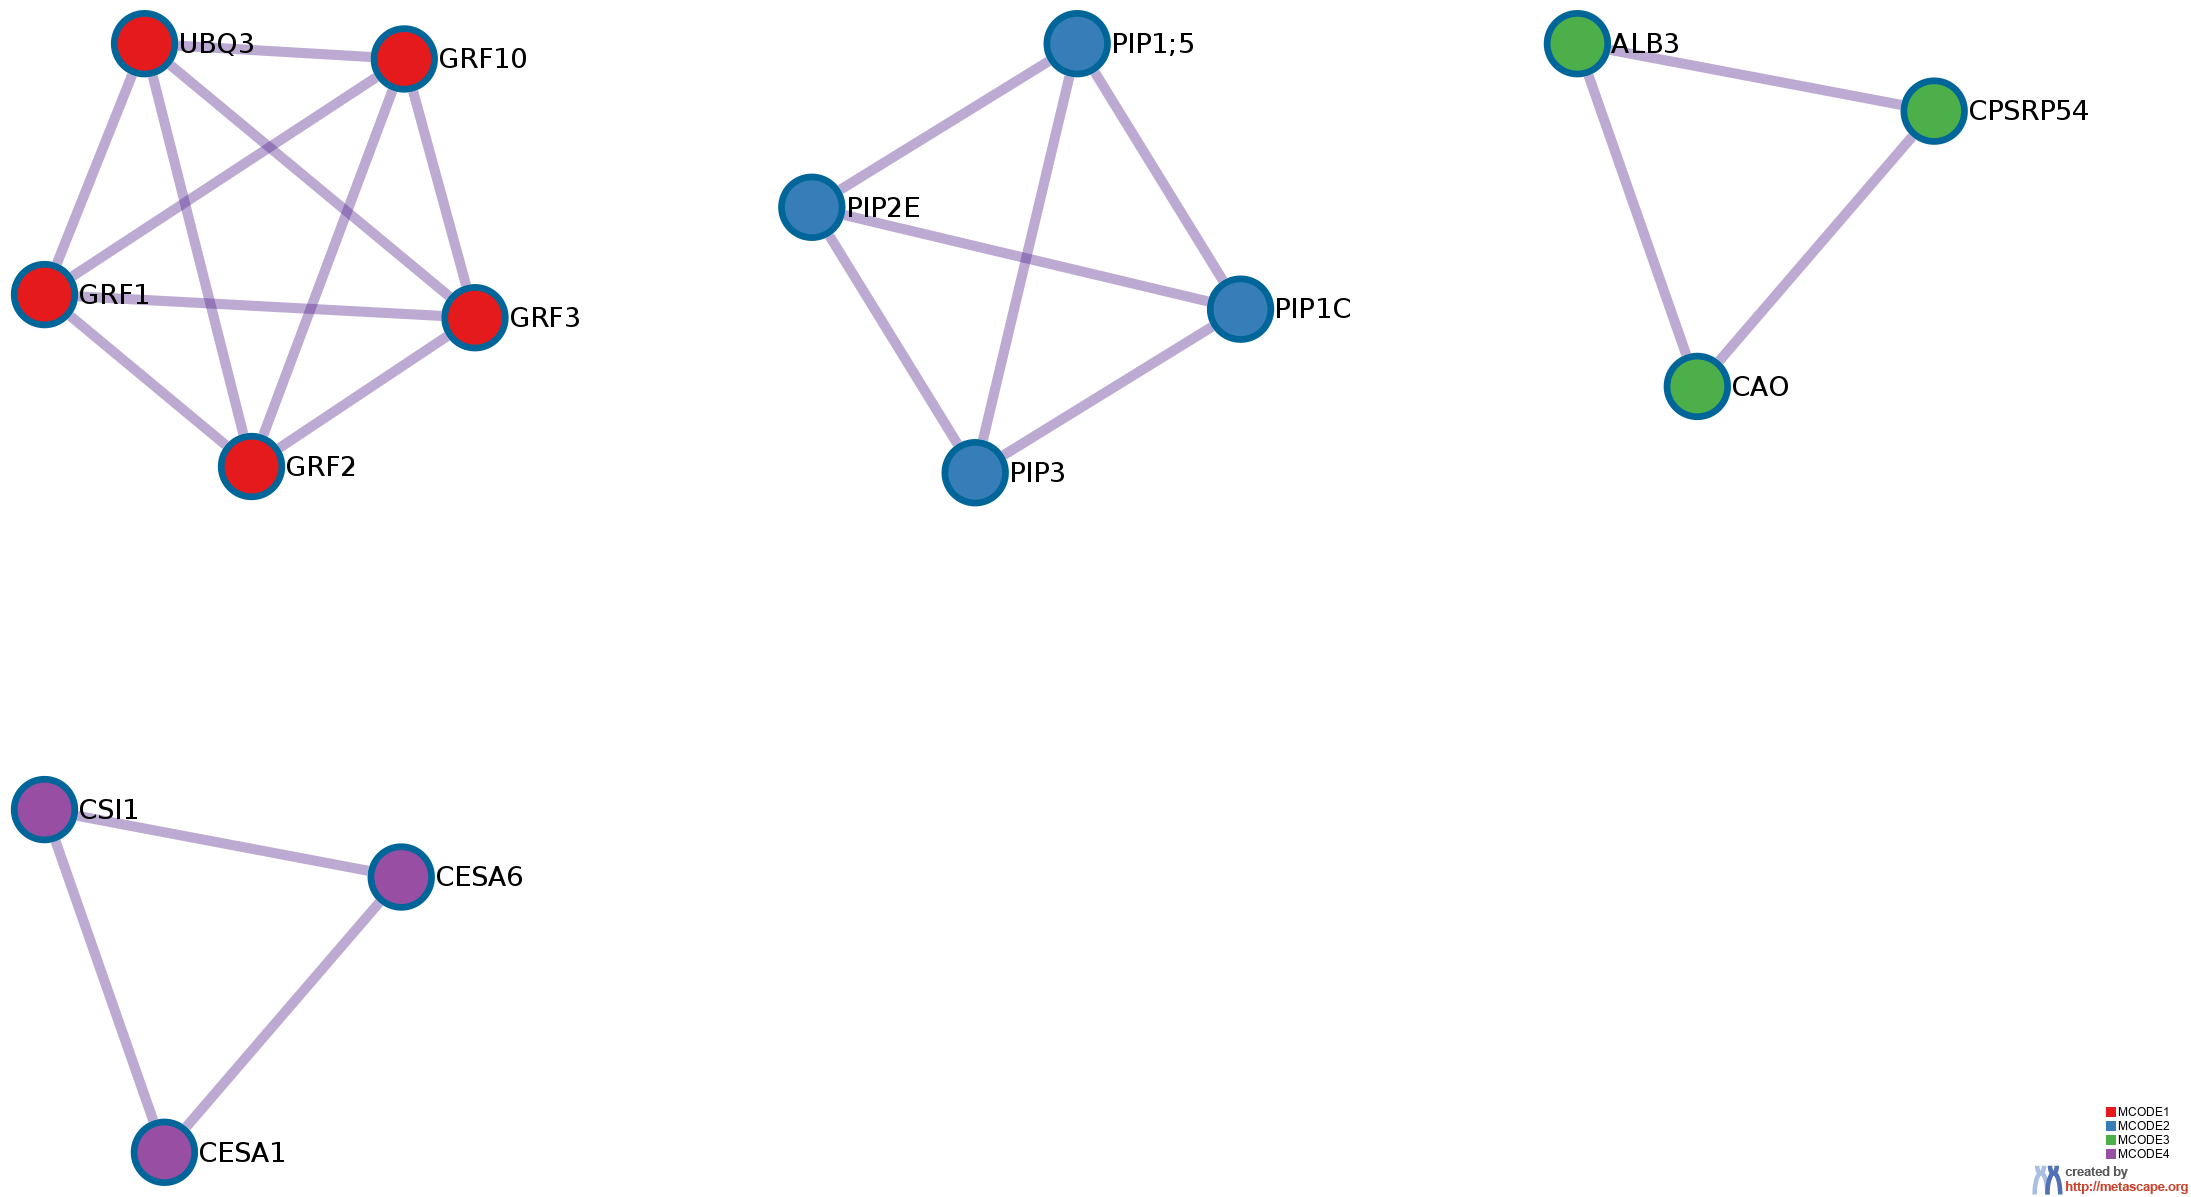 UBQ3
GRF10
GRF1
GRF3
GRF2
PIP1;5
PIP2E
PIP1C
PIP3
ALB3
CPSRP54
CAO
CSI1
CESA6
CESA1
MCODE1
MCODE2
MCODE3
MCODE4
created by
http://metascape.org